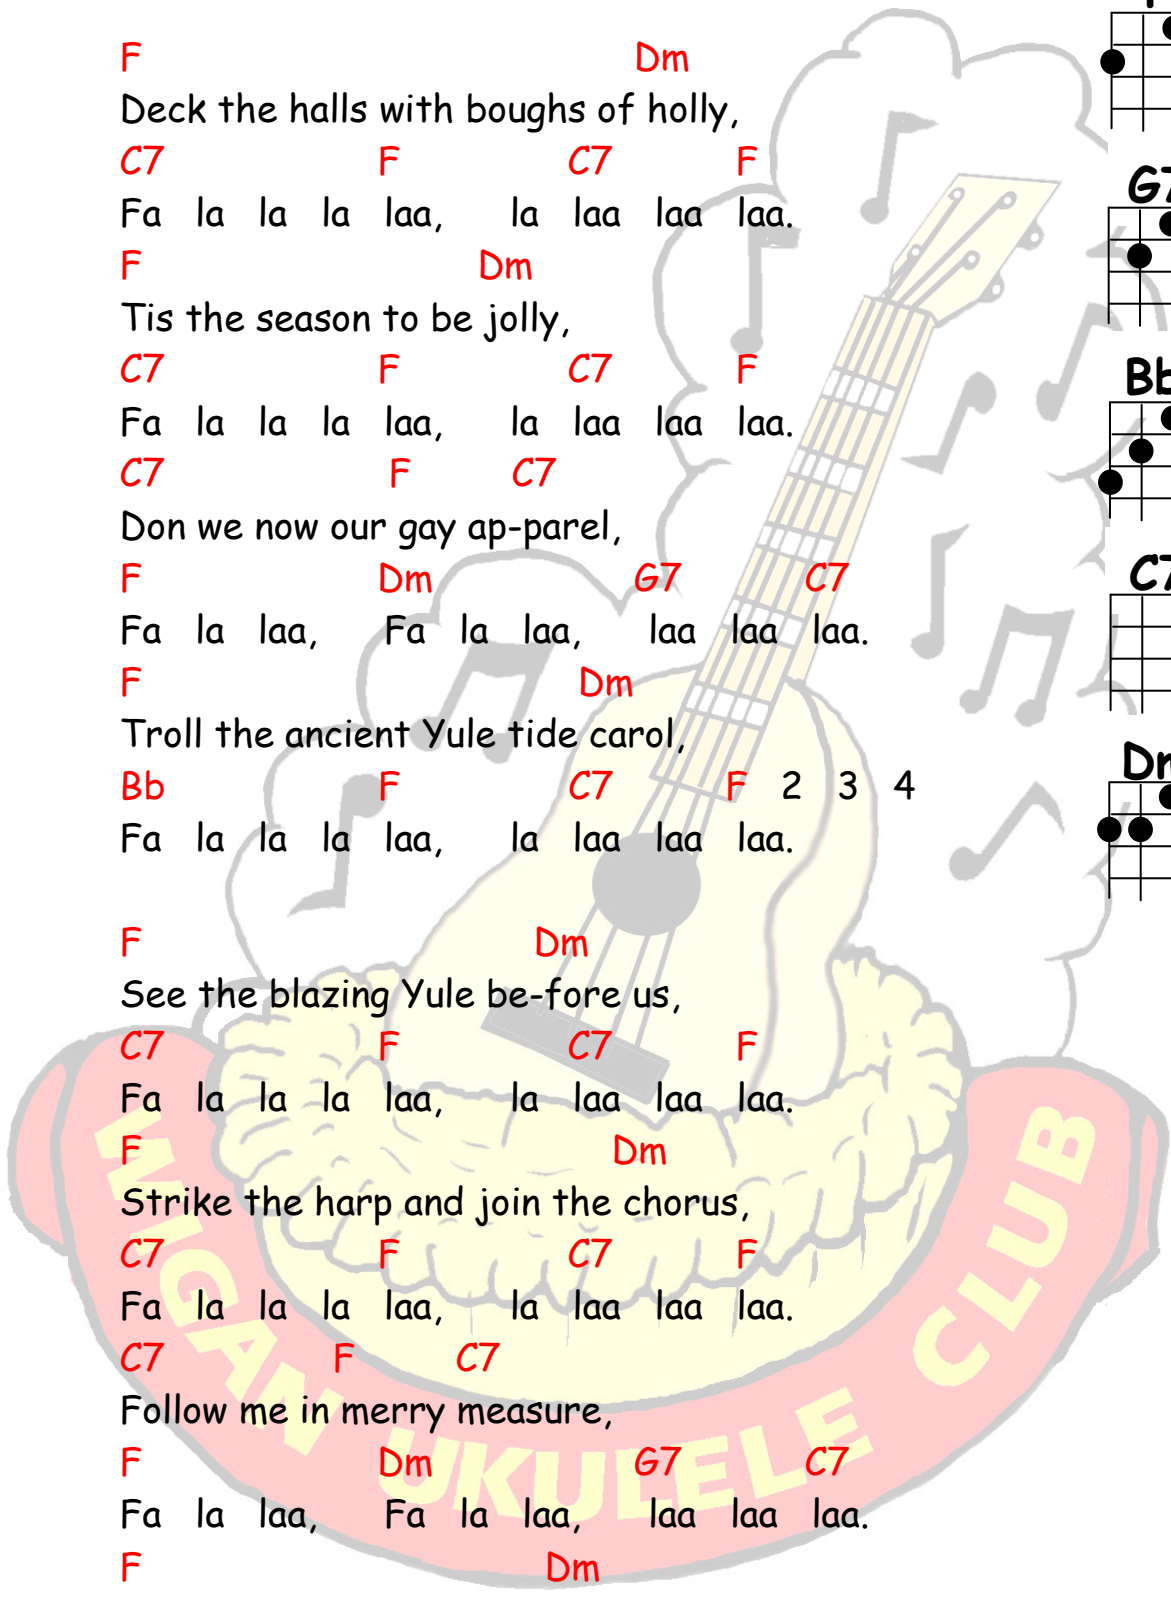 F Dm
Deck the halls with boughs of holly,
C7 F C7 F
Fa la la la laa, la laa laa laa.
F Dm
Tis the season to be jolly,
C7 F C7 F
Fa la la la laa, la laa laa laa.
C7 F C7
Don we now our gay ap-parel,
F Dm G7 C7
Fa la laa, Fa la laa, laa laa laa.
F Dm
Troll the ancient Yule tide carol,
Bb F C7 F 2 3 4
Fa la la la laa, la laa laa laa.
F Dm
See the blazing Yule be-fore us,
C7 F C7 F
Fa la la la laa, la laa laa laa.
F Dm
Strike the harp and join the chorus,
C7 F C7 F
Fa la la la laa, la laa laa laa.
C7 F C7
Follow me in merry measure,
F Dm G7 C7
Fa la laa, Fa la laa, laa laa laa.
F Dm
G7
Bb
C7
WIGAN UKULELE CLUB